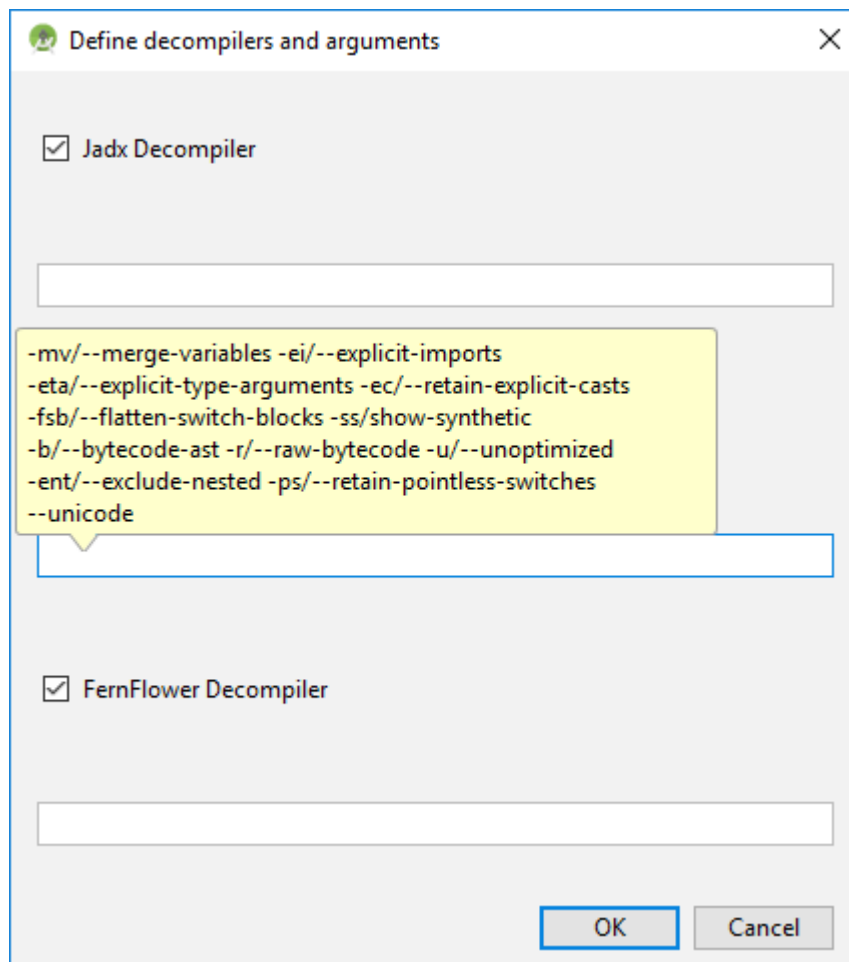 Define decompilers and arguments
Jadx Decompiler
-mv/--merge-variables -ei/--explicit-imports
-eta/--explicit-type-arguments -ec/--retain-explicit-casts
-fsb/--flatten-switch-blocks -ss/show-synthetic
-b/--bytecode-ast -r/--raw-bytecode -u/--unoptimized
-ent/--exclude-nested -ps/--retain-pointless-switches
--unicode
FernFlower Decompiler
OK
Cancel